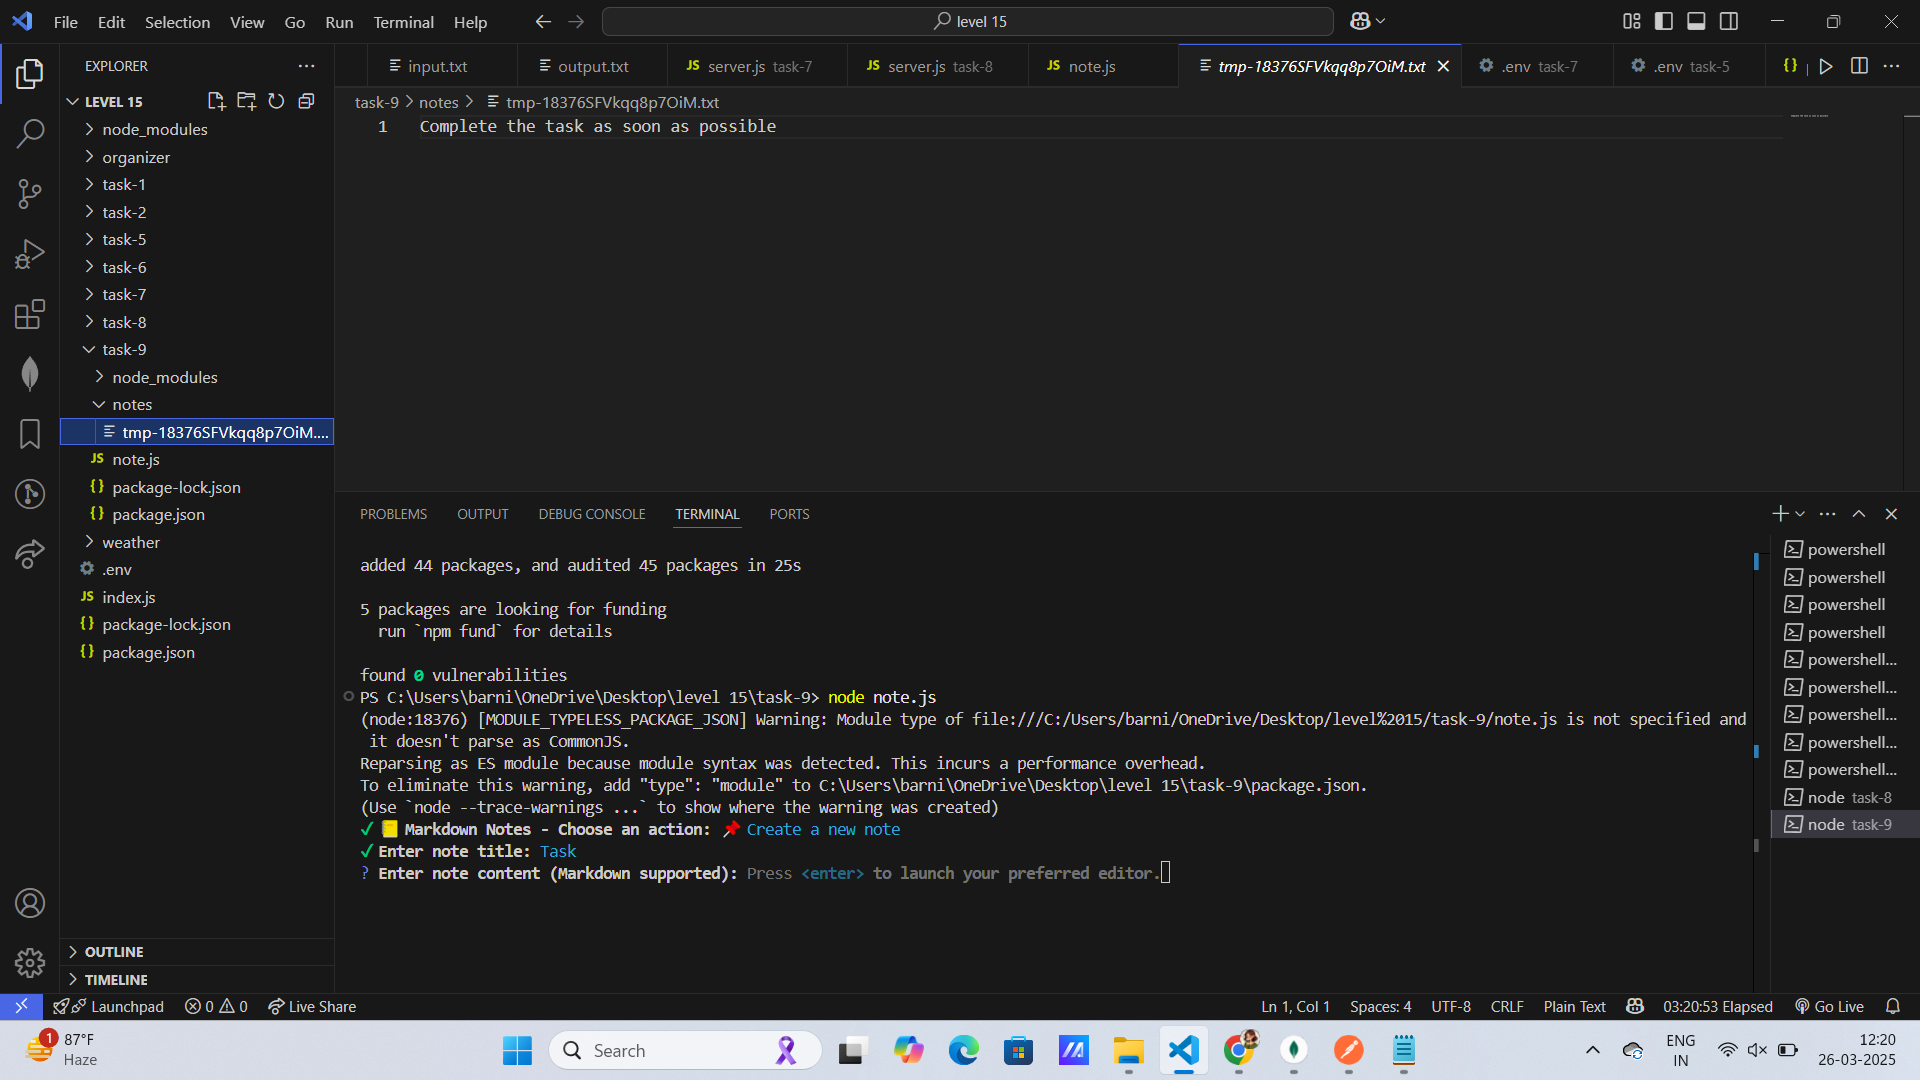 File Edit Selection View Go Run Terminal Help
level 15
EXPLORER
LEVEL 15
node_modules
organizer
task-1
task-2
task-5
task-6
task-7
task-8
task-9
node_modules
notes
tmp-18376SFVkqq8p7OiM....
JS note.js
{} package-lock.json
{} package.json
weather
.env
JS index.js
{} package-lock.json
{} package.json
OUTLINE
TIMELINE
input.txt output.txt JS server.js task-7 JS server.js task-8 JS note.js tmp-18376SFVkqq8p7OiM.txt .env task-7 .env task-5 {}
task-9 > notes > tmp-18376SFVkqq8p7OiM.txt
1 Complete the task as soon as possible
PROBLEMS OUTPUT DEBUG CONSOLE TERMINAL PORTS
added 44 packages, and audited 45 packages in 25s
5 packages are looking for funding
run `npm fund` for details
found 0 vulnerabilities
PS C:\Users\barni\OneDrive\Desktop\level 15\task-9> node note.js
(node:18376) [MODULE_TYPELESS_PACKAGE_JSON] Warning: Module type of file:///C:/Users/barni/OneDrive/Desktop/level%2015/task-9/note.js is not specified and
it doesn't parse as CommonJS.
Reparsing as ES module because module syntax was detected. This incurs a performance overhead.
To eliminate this warning, add "type": "module" to C:\Users\barni\OneDrive\Desktop\level 15\task-9\package.json.
(Use `node --trace-warnings ...` to show where the warning was created)
✔ 📒 Markdown Notes - Choose an action: 📌 Create a new note
✔ Enter note title: Task
? Enter note content (Markdown supported): Press <enter> to launch your preferred editor.
powershell
powershell
powershell
powershell
powershell...
powershell...
powershell...
powershell...
powershell...
node task-8
node task-9
Launchpad 0 0 Live Share
Ln 1, Col 1 Spaces: 4 UTF-8 CRLF Plain Text 03:20:53 Elapsed Go Live
1
87°F
Haze
Search
ENG
IN
12:20
26-03-2025